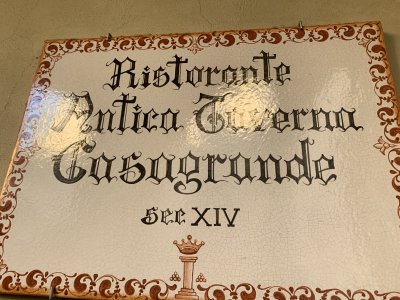 Ristorante
Antica Taverna
Casagrande
sec XIV